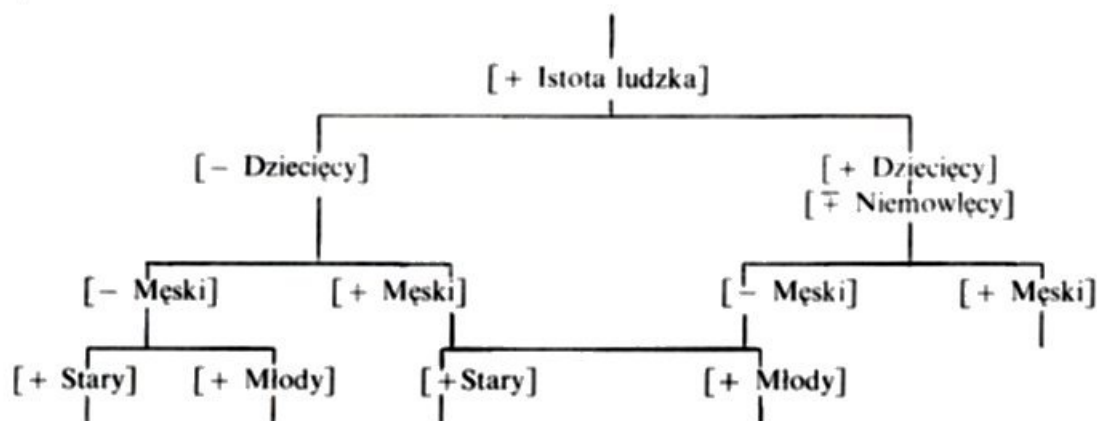 [+ Istota ludzka]
[- Dziecięcy] [+ Dziecięcy]
[∓ Niemowlęcy]
[- Męski] [+ Męski] [- Męski] [+ Męski]
[+ Stary] [+ Młody] [+Stary] [+ Młody]